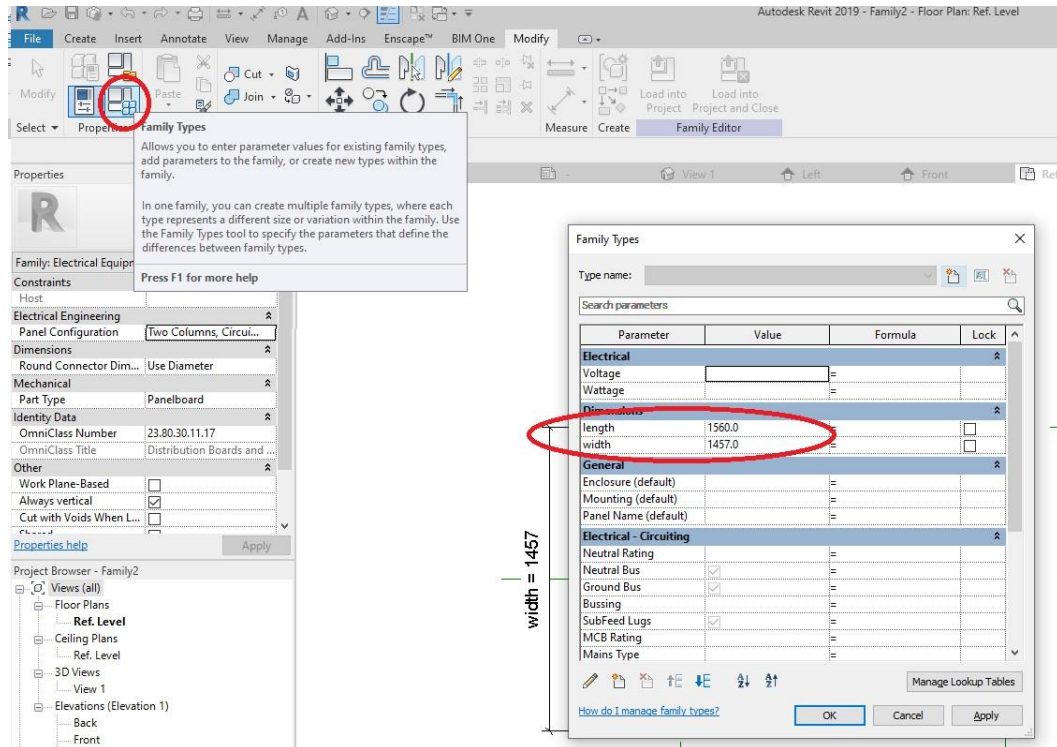 Autodesk Revit 2019 - Family2 - Floor Plan: Ref. Level
File Create Insert Annotate View Manage Add-Ins Enscape™ BIM One Modify
Modify
Paste
Cut
Join
Load into Project
Load into Project and Close
Select
Measure Create Family Editor
Family Types
Allows you to enter parameter values for existing family types,
add parameters to the family, or create new types within the
family.
In one family, you can create multiple family types, where each
type represents a different size or variation within the family. Use
the Family Types tool to specify the parameters that define the
differences between family types.
Press F1 for more help
View 1 Left Front
Properties
Family: Electrical Equipm
Constraints
Host
Electrical Engineering
Panel Configuration Two Columns, Circui...
Dimensions
Round Connector Dim... Use Diameter
Mechanical
Part Type Panelboard
Identity Data
OmniClass Number 23.80.30.11.17
OmniClass Title Distribution Boards and ...
Other
Work Plane-Based
Always vertical
Cut with Voids When L...
Properties help Apply
Project Browser - Family2
Views (all)
Floor Plans
Ref. Level
Ceiling Plans
Ref. Level
3D Views
View 1
Elevations (Elevation 1)
Back
Front
width = 1457
Family Types
Type name:
Search parameters
Parameter Value Formula Lock
Electrical
Voltage =
Wattage =
Dimensions
length 1560.0 =
width 1457.0 =
General
Enclosure (default) =
Mounting (default) =
Panel Name (default) =
Electrical - Circuiting
Neutral Rating =
Neutral Bus =
Ground Bus =
Bussing =
SubFeed Lugs =
MCB Rating =
Mains Type =
Manage Lookup Tables
How do I manage family types?
OK Cancel Apply